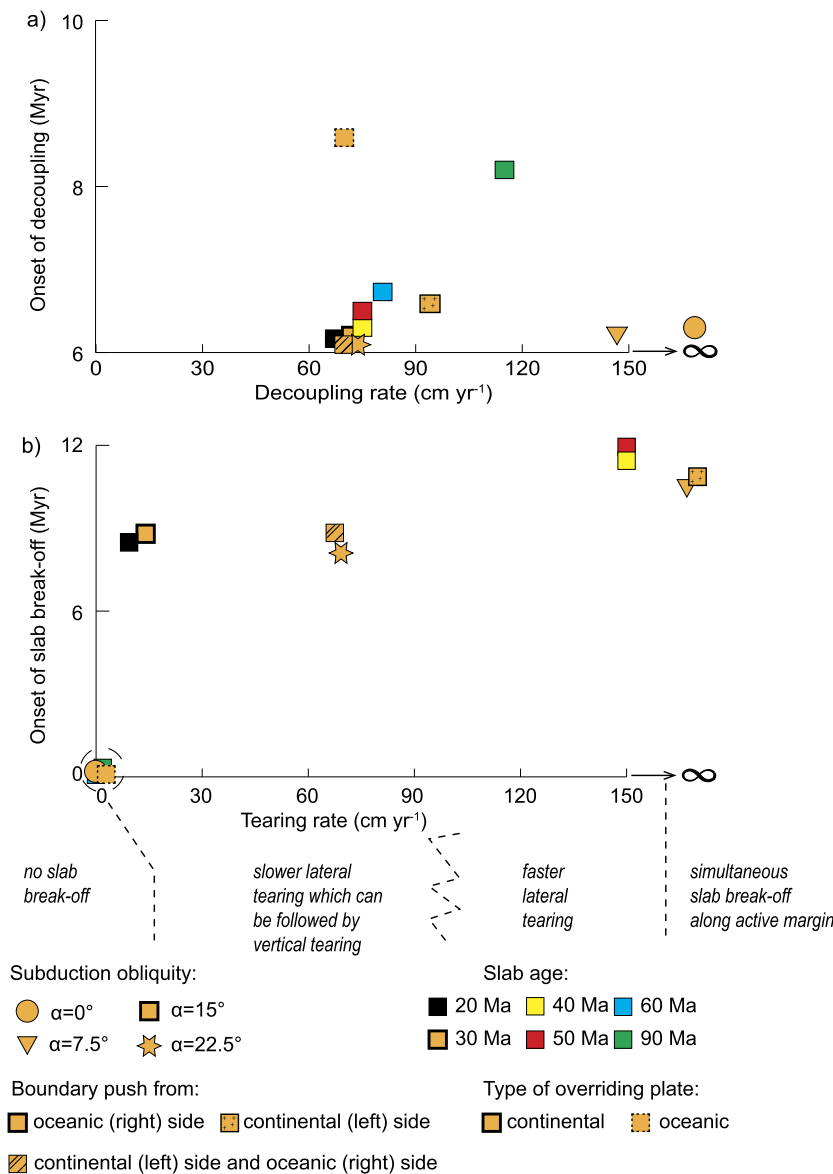 a)
10
8
6
Onset of decoupling (Myr)
0 30 60 90 120 150 ∞
Decoupling rate (cm yr⁻¹)
b)
12
6
0
Onset of slab break-off (Myr)
0 30 60 90 120 150 ∞
Tearing rate (cm yr⁻¹)
no slab
break-off
slower lateral
tearing which can
be followed by
vertical tearing
faster
lateral
tearing
simultaneous
slab break-off
along active margin
Subduction obliquity:
α=0° α=15°
α=7.5° α=22.5°
Slab age:
20 Ma 40 Ma 60 Ma
30 Ma 50 Ma 90 Ma
Boundary push from:
oceanic (right) side continental (left) side
continental (left) side and oceanic (right) side
Type of overriding plate:
continental oceanic